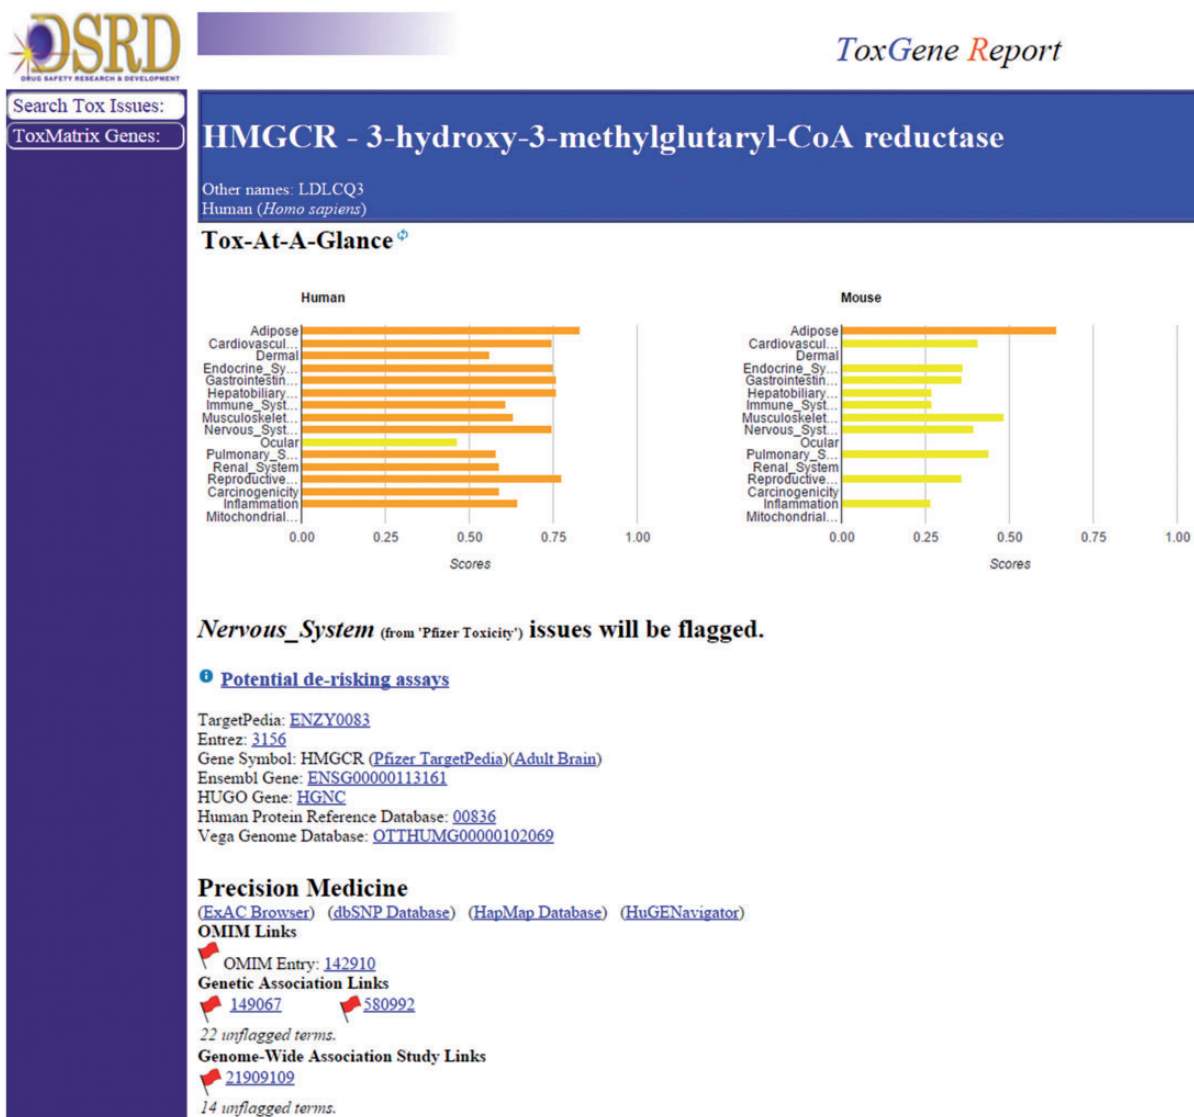 DSRD
DRUG SAFETY RESEARCH & DEVELOPMENT
ToxGene Report
Search Tox Issues:
ToxMatrix Genes:
HMGCR - 3-hydroxy-3-methylglutaryl-CoA reductase
Other names: LDLCQ3
Human (Homo sapiens)
Tox-At-A-Glance
Human
Adipose
Cardiovascul...
Dermal
Endocrine_Sy...
Gastrointestin...
Hepatobiliary...
Immune_Syst...
Musculoskelet...
Nervous_Syst...
Ocular
Pulmonary_S...
Renal_System
Reproductive...
Carcinogenicity
Inflammation
Mitochondrial...
0.00 0.25 0.50 0.75 1.00
Scores
Mouse
Adipose
Cardiovascul...
Dermal
Endocrine_Sy...
Gastrointestin...
Hepatobiliary...
Immune_Syst...
Musculoskelet...
Nervous_Syst...
Ocular
Pulmonary_S...
Renal_System
Reproductive...
Carcinogenicity
Inflammation
Mitochondrial...
0.00 0.25 0.50 0.75 1.00
Scores
Nervous_System (from 'Pfizer Toxicity') issues will be flagged.
Potential de-risking assays
TargetPedia: ENZY0083
Entrez: 3156
Gene Symbol: HMGCR (Pfizer TargetPedia)(Adult Brain)
Ensembl Gene: ENSG00000113161
HUGO Gene: HGNC
Human Protein Reference Database: 00836
Vega Genome Database: OTTHUMG00000102069
Precision Medicine
(ExAC Browser) (dbSNP Database) (HapMap Database) (HuGENavigator)
OMIM Links
OMIM Entry: 142910
Genetic Association Links
149067 580992
22 unflagged terms.
Genome-Wide Association Study Links
21909109
14 unflagged terms.